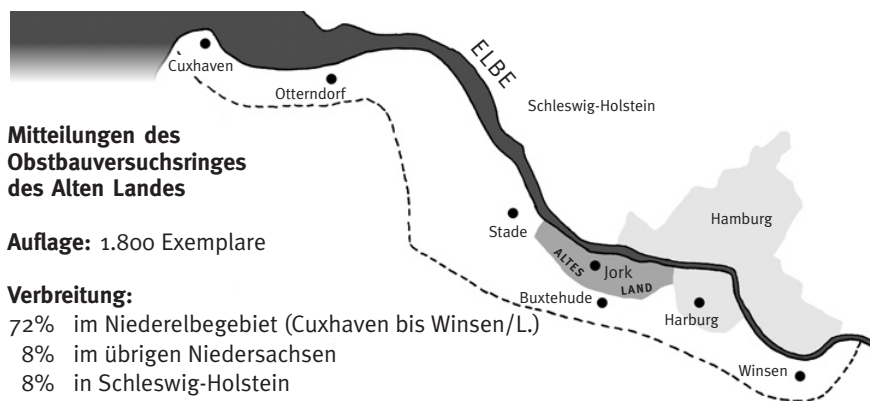 ELBE
Cuxhaven
Otterndorf
Schleswig-Holstein
Mitteilungen des
Obstbauversuchsringes
des Alten Landes
Hamburg
Stade
Auflage: 1.800 Exemplare
ALTES
LAND
Jork
Verbreitung:
Buxtehude
Harburg
72% im Niederelbegebiet (Cuxhaven bis Winsen/L.)
8% im übrigen Niedersachsen
8% in Schleswig-Holstein
Winsen